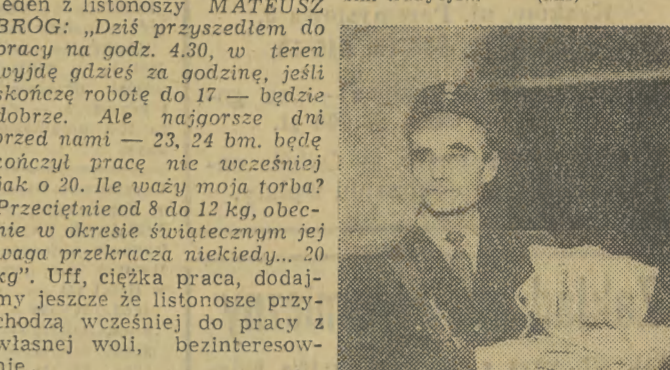 jeden z listonoszy MATEUSZ
BRÓG: „Dziś przyszedłem do
pracy na godz. 4.30, w teren
wyjdę gdzieś za godzinę, jeśli
skończę robotę do 17 — będzie
dobrze. Ale najgorsze dni
przed nami — 23, 24 bm. będę
kończył pracę nie wcześniej
jak o 20. Ile waży moja torba?
Przeciętnie od 8 do 12 kg, obec-
nie w okresie świątecznym jej
waga przekracza niekiedy... 20
kg". Uff, ciężka praca, dodaj-
my jeszcze że listonosze przy-
chodzą wcześniej do pracy z
własnej woli, bezinteresow-
nie